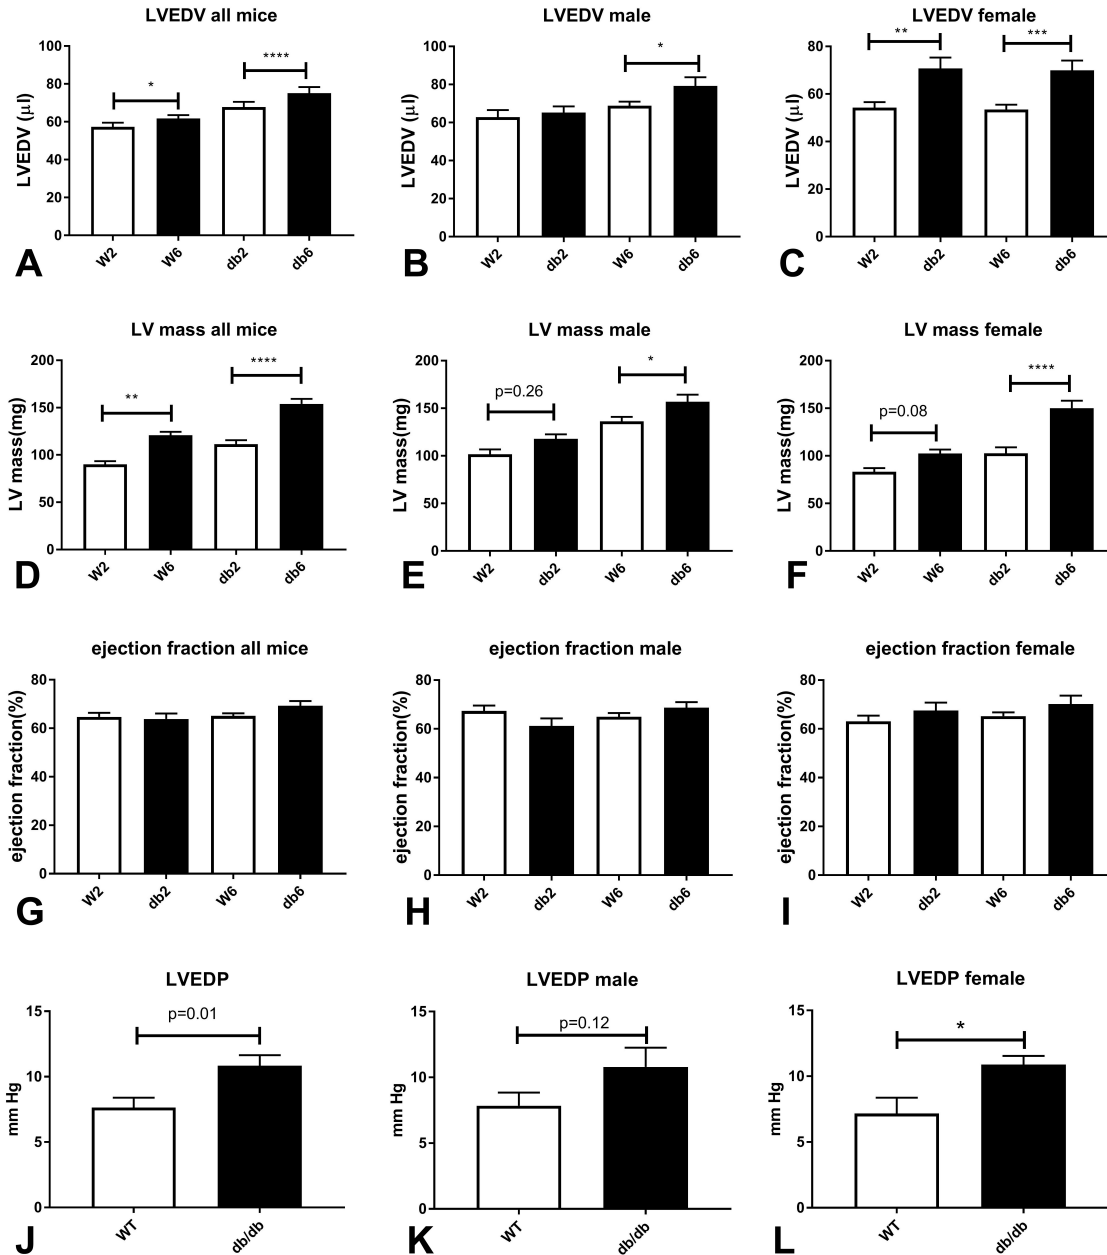 LVEDV all mice
LVEDV (μl)
100
80
60
40
20
0
*
****
W2
W6
db2
db6
A
LVEDV male
LVEDV (μl)
100
80
60
40
20
0
*
W2
db2
W6
db6
B
LVEDV female
LVEDV (μl)
80
60
40
20
0
**
***
W2
db2
W6
db6
C
LV mass all mice
LV mass(mg)
200
150
100
50
0
**
****
W2
W6
db2
db6
D
LV mass male
LV mass(mg)
200
150
100
50
0
p=0.26
*
W2
db2
W6
db6
E
LV mass female
LV mass(mg)
200
150
100
50
0
p=0.08
****
W2
W6
db2
db6
F
ejection fraction all mice
ejection fraction(%)
80
60
40
20
0
W2
db2
W6
db6
G
ejection fraction male
ejection fraction(%)
80
60
40
20
0
W2
db2
W6
db6
H
ejection fraction female
ejection fraction(%)
80
60
40
20
0
W2
db2
W6
db6
I
LVEDP
mm Hg
15
10
5
0
p=0.01
WT
db/db
J
LVEDP male
mm Hg
15
10
5
0
p=0.12
WT
db/db
K
LVEDP female
mm Hg
15
10
5
0
*
WT
db/db
L